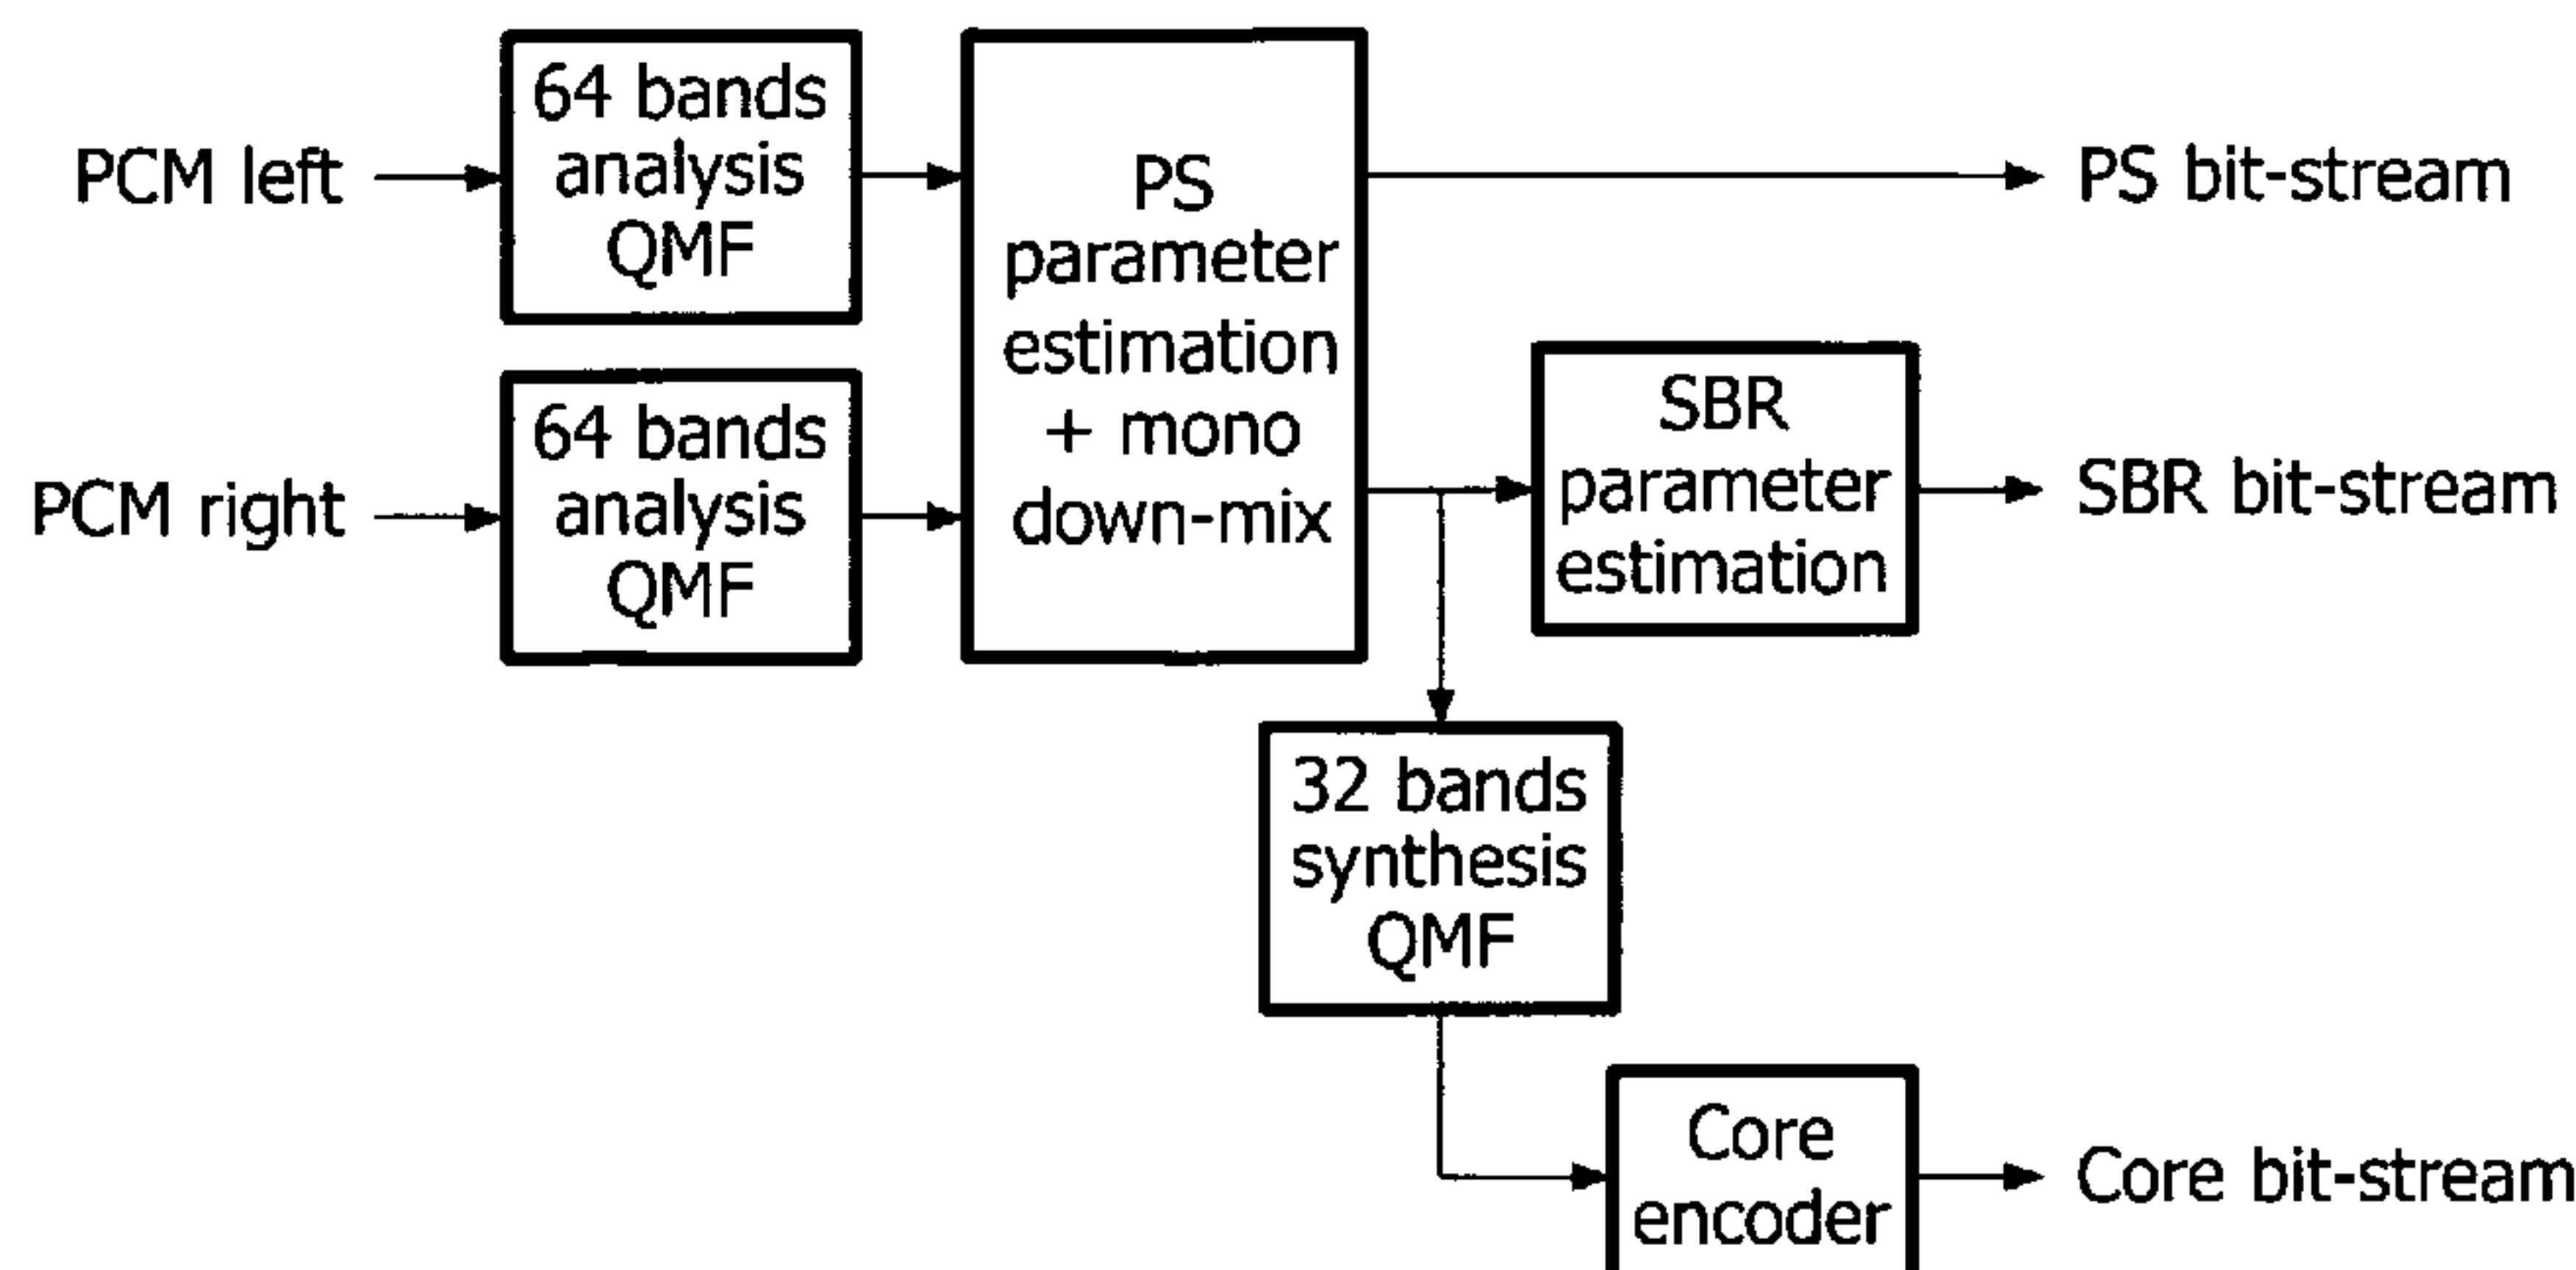 PCM left
64 bands
analysis
QMF
PCM right
64 bands
analysis
QMF
PS
parameter
estimation
+ mono
down-mix
PS bit-stream
SBR
parameter
estimation
SBR bit-stream
32 bands
synthesis
QMF
Core
encoder
Core bit-stream